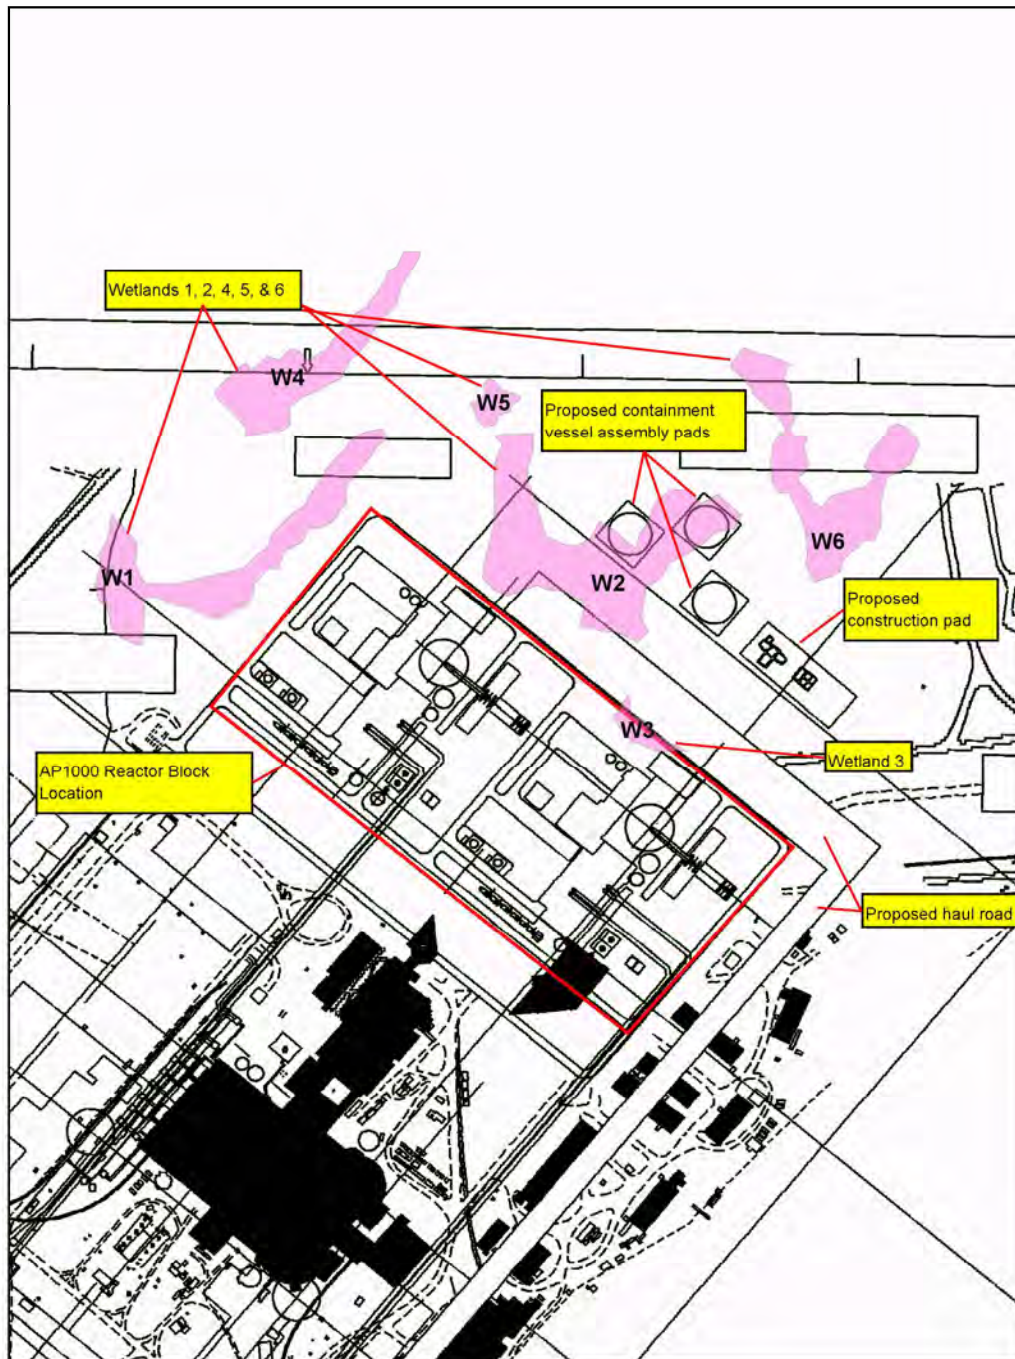 Wetlands 1, 2, 4, 5, & 6
W4
W5
Proposed containment
vessel assembly pads
W6
W1
W2
Proposed
construction pad
W3
Wetland 3
AP1000 Reactor Block
Location
Proposed haul road